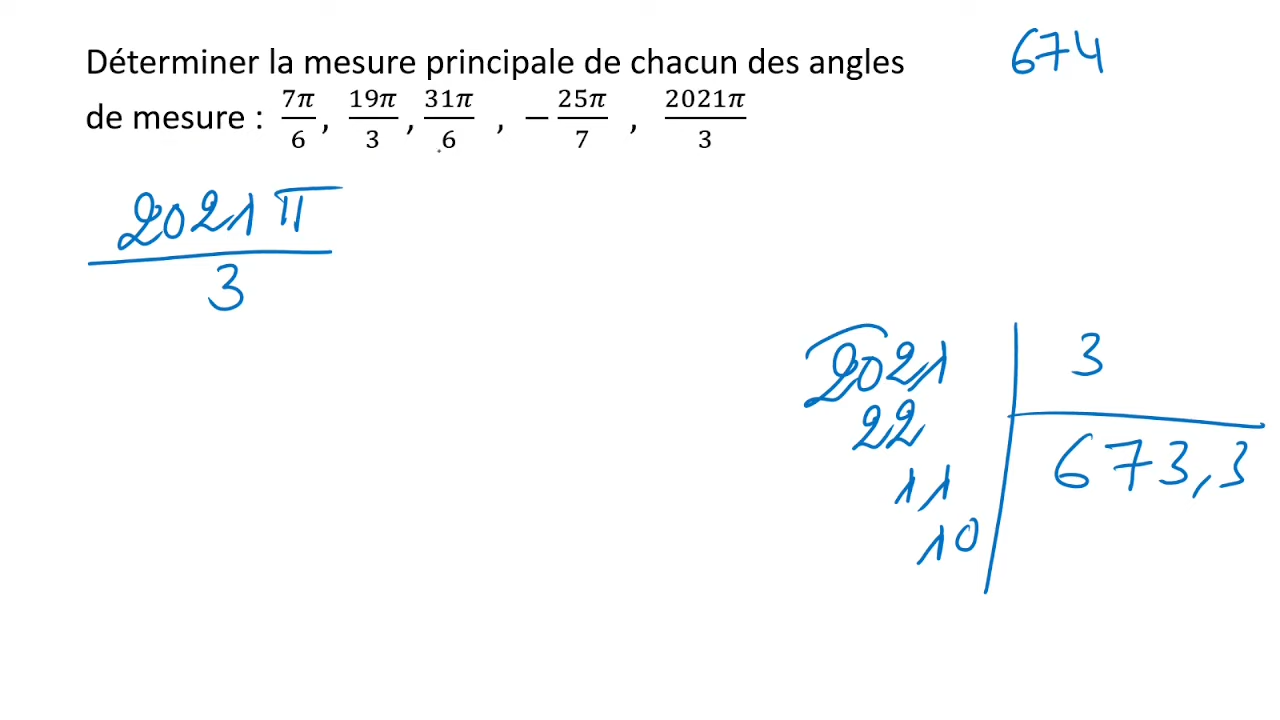 Déterminer la mesure principale de chacun des angles
de mesure : 7π/6, 19π/3, 31π/6 , −25π/7 , 2021π/3
674
2021 π
3
2021 3
22 673,3
11
10